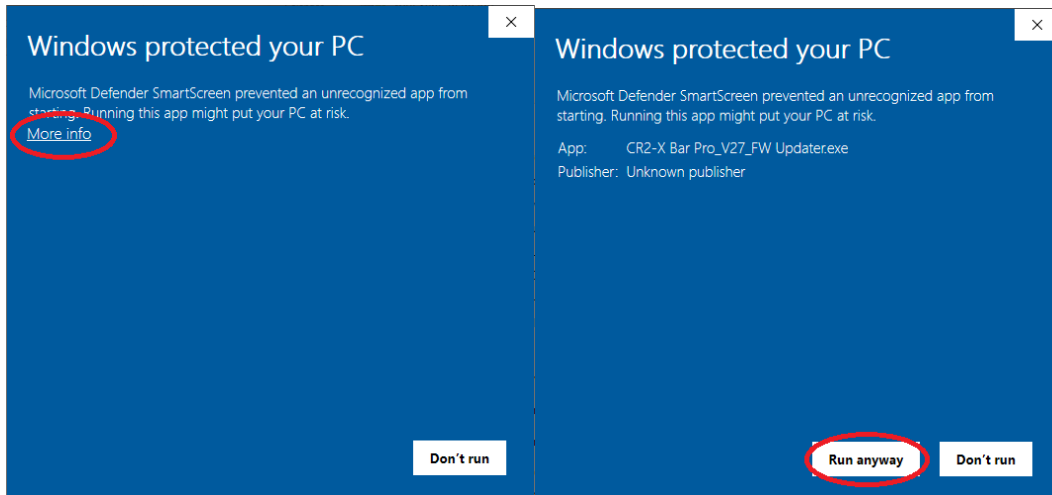 Windows protected your PC
Microsoft Defender SmartScreen prevented an unrecognized app from
starting. Running this app might put your PC at risk.
More info
Don't run
Windows protected your PC
Microsoft Defender SmartScreen prevented an unrecognized app from
starting. Running this app might put your PC at risk.
App: CR2-X Bar Pro_V27_FW Updater.exe
Publisher: Unknown publisher
Run anyway Don't run